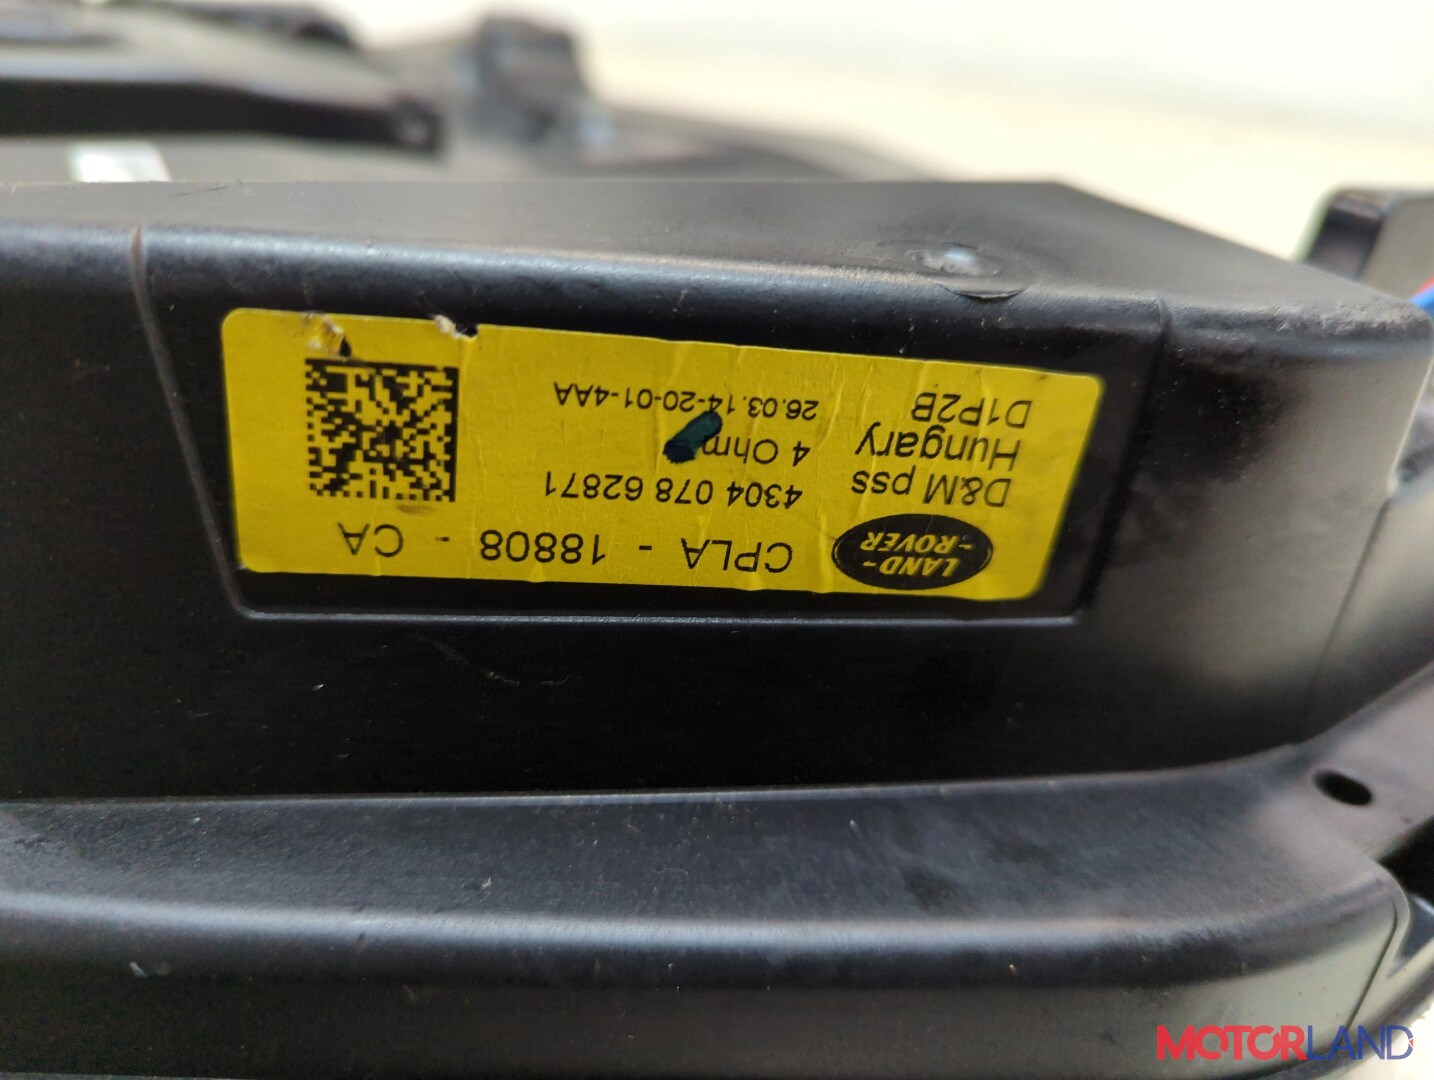 LAND-
-ROVER
CPLA - 18808 - CA
D&M pss
Hungary
D1P2B
4304 078 62871
4 Ohm
26.03.14-20-01-4AA
MOTORLAND